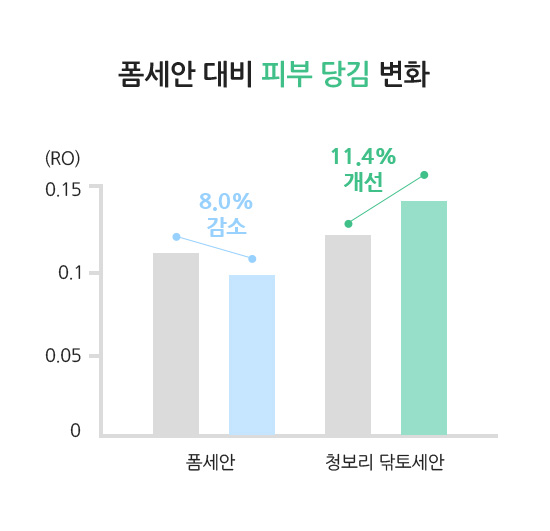 폼세안 대비 피부 당김 변화
(RO)
0.15
0.1
0.05
0
8.0%
감소
11.4%
개선
폼세안
청보리 닦토세안